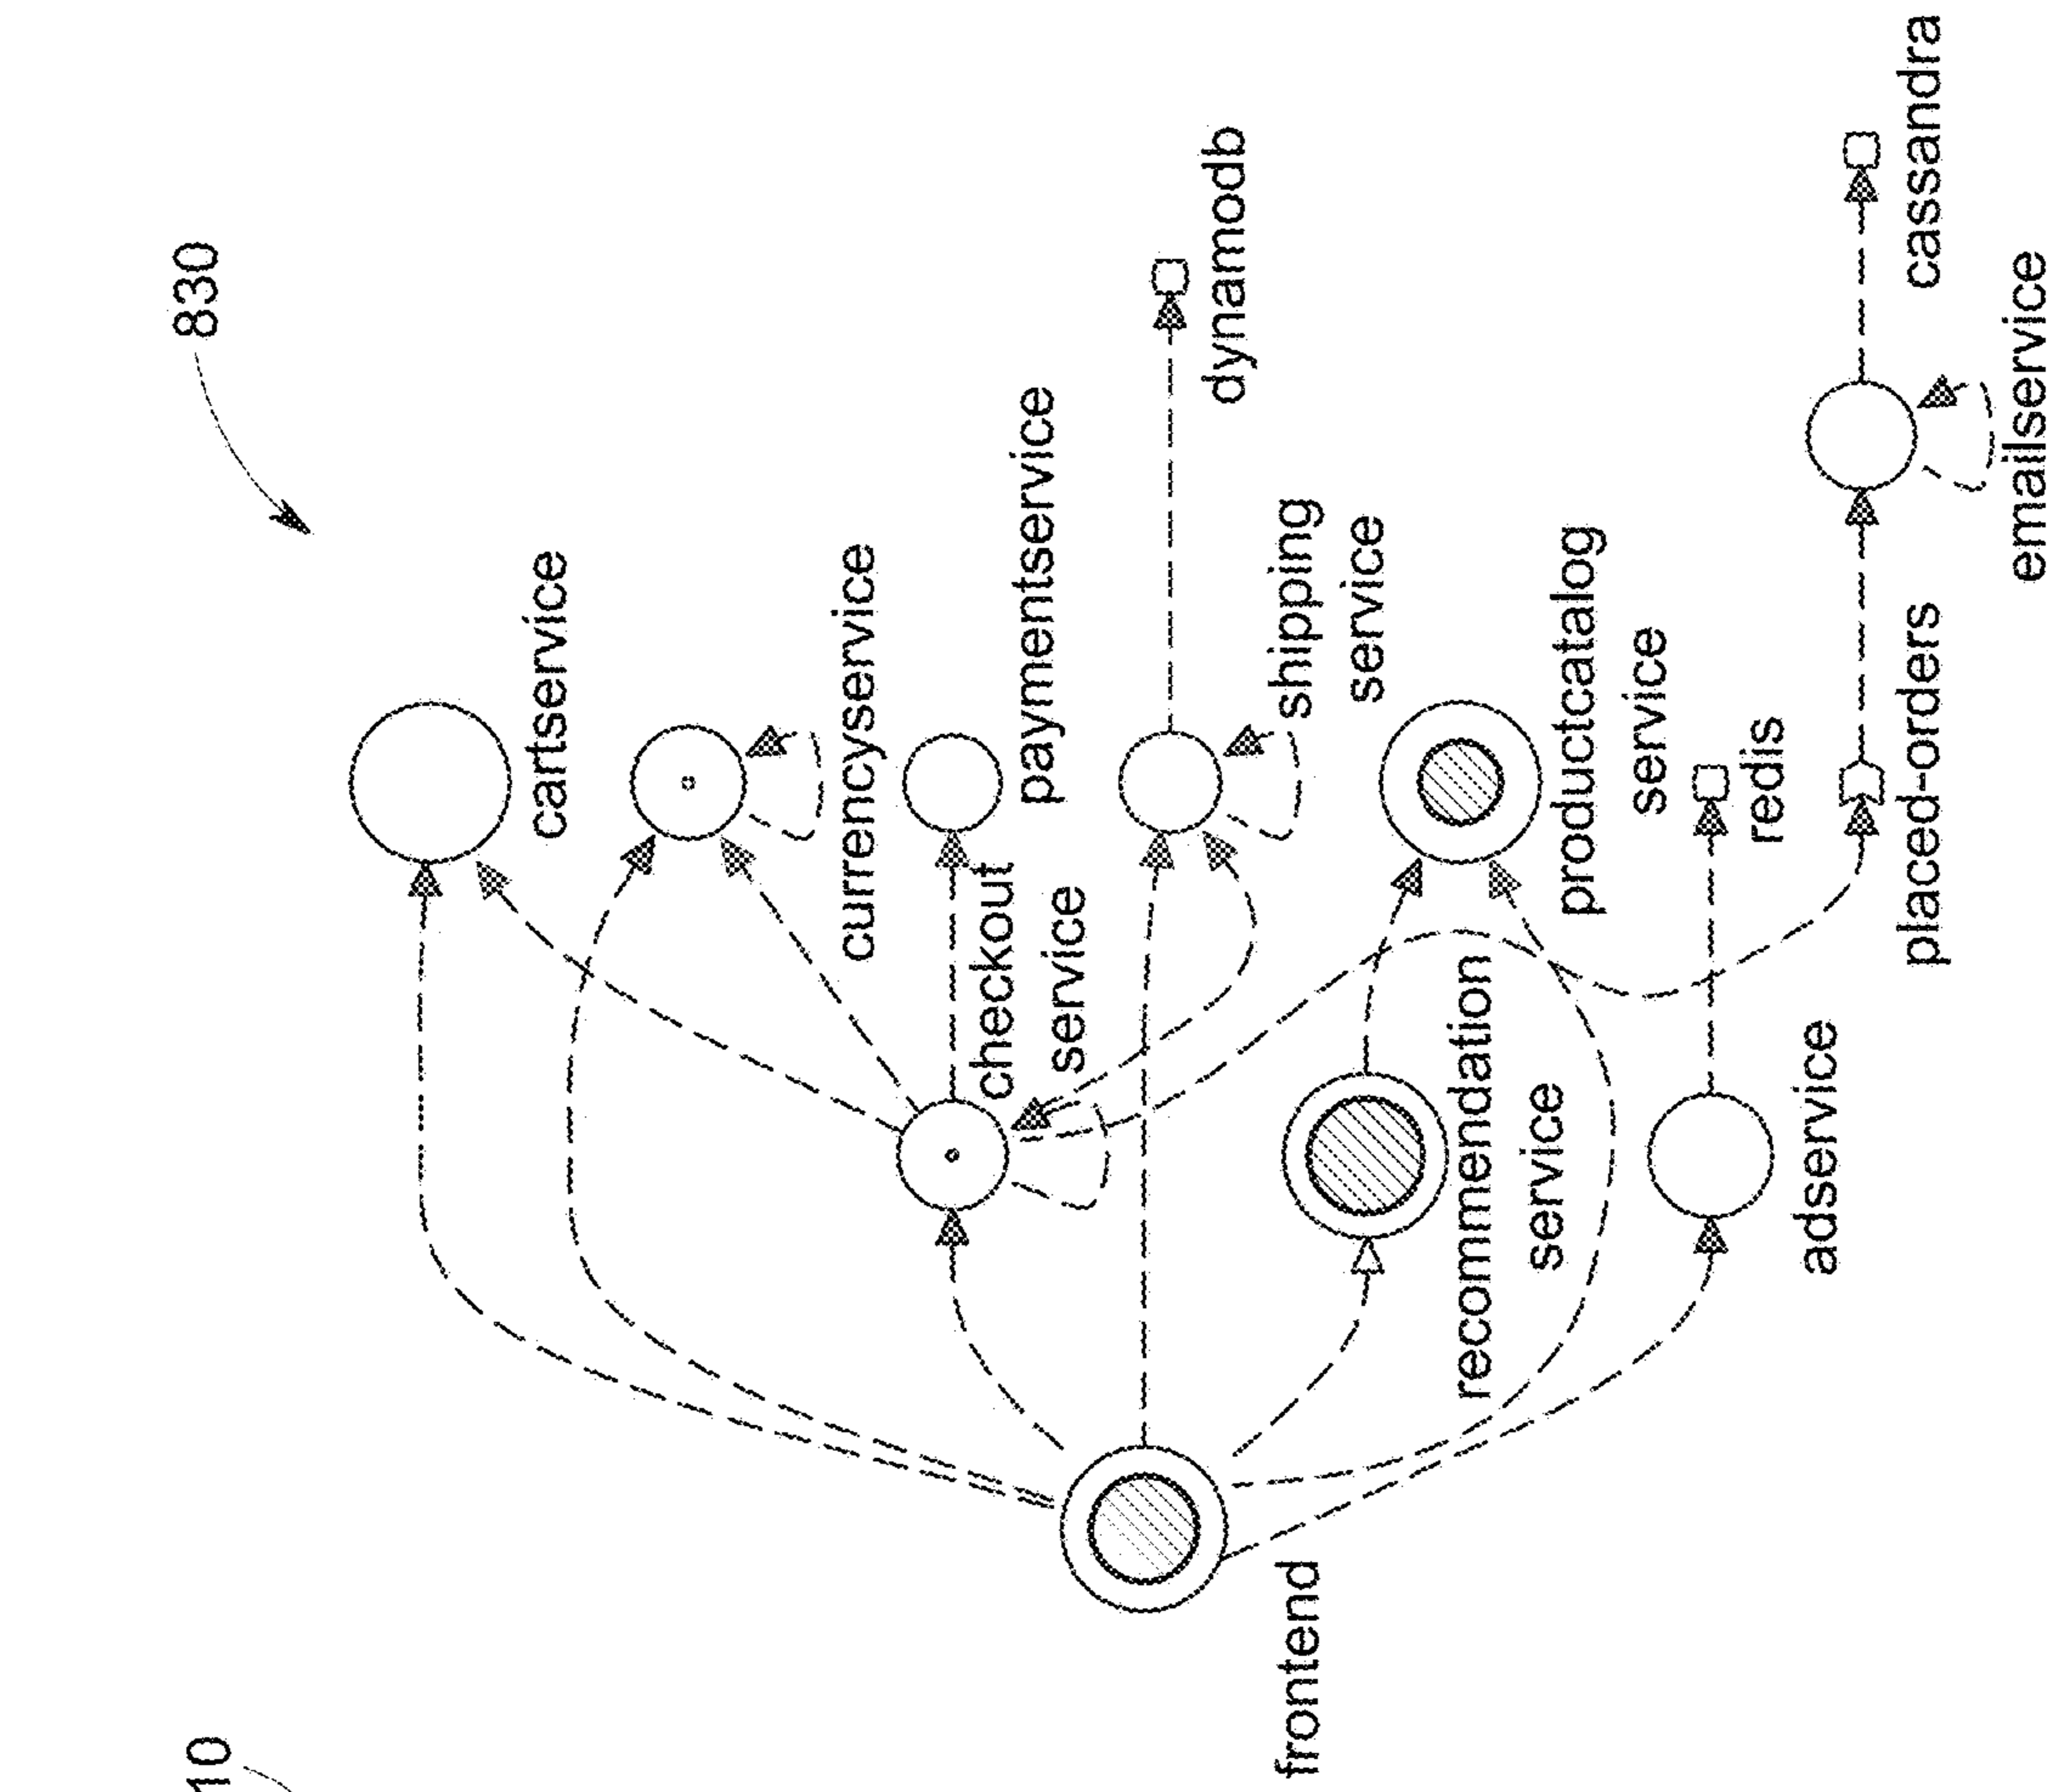 830
10
cartservice
currencyservice
paymentservice
checkout
service
dynamodb
shipping
service
productcatalog
service
recommendation
service
redis
adservice
placed-orders
emailservice
cassandra
frontend